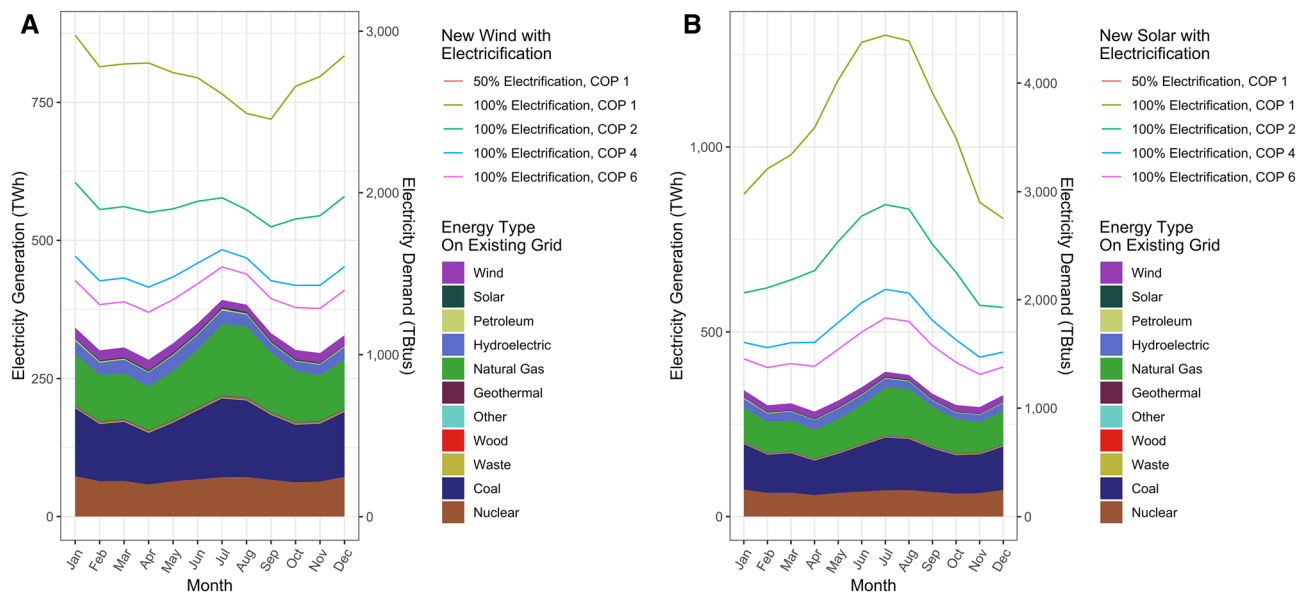 A
Electricity Generation (TWh)
750
500
250
0
3,000
2,000
1,000
0
Electricity Demand (TBtus)
Jan
Feb
Mar
Apr
May
Jun
Jul
Aug
Sep
Oct
Nov
Dec
Month
New Wind with
Electricification
50% Electrification, COP 1
100% Electrification, COP 1
100% Electrification, COP 2
100% Electrification, COP 4
100% Electrification, COP 6
Energy Type
On Existing Grid
Wind
Solar
Petroleum
Hydroelectric
Natural Gas
Geothermal
Other
Wood
Waste
Coal
Nuclear
B
Electricity Generation (TWh)
1,000
500
0
4,000
3,000
2,000
1,000
0
Electricity Demand (TBtus)
Jan
Feb
Mar
Apr
May
Jun
Jul
Aug
Sep
Oct
Nov
Dec
Month
New Solar with
Electricification
50% Electrification, COP 1
100% Electrification, COP 1
100% Electrification, COP 2
100% Electrification, COP 4
100% Electrification, COP 6
Energy Type
On Existing Grid
Wind
Solar
Petroleum
Hydroelectric
Natural Gas
Geothermal
Other
Wood
Waste
Coal
Nuclear